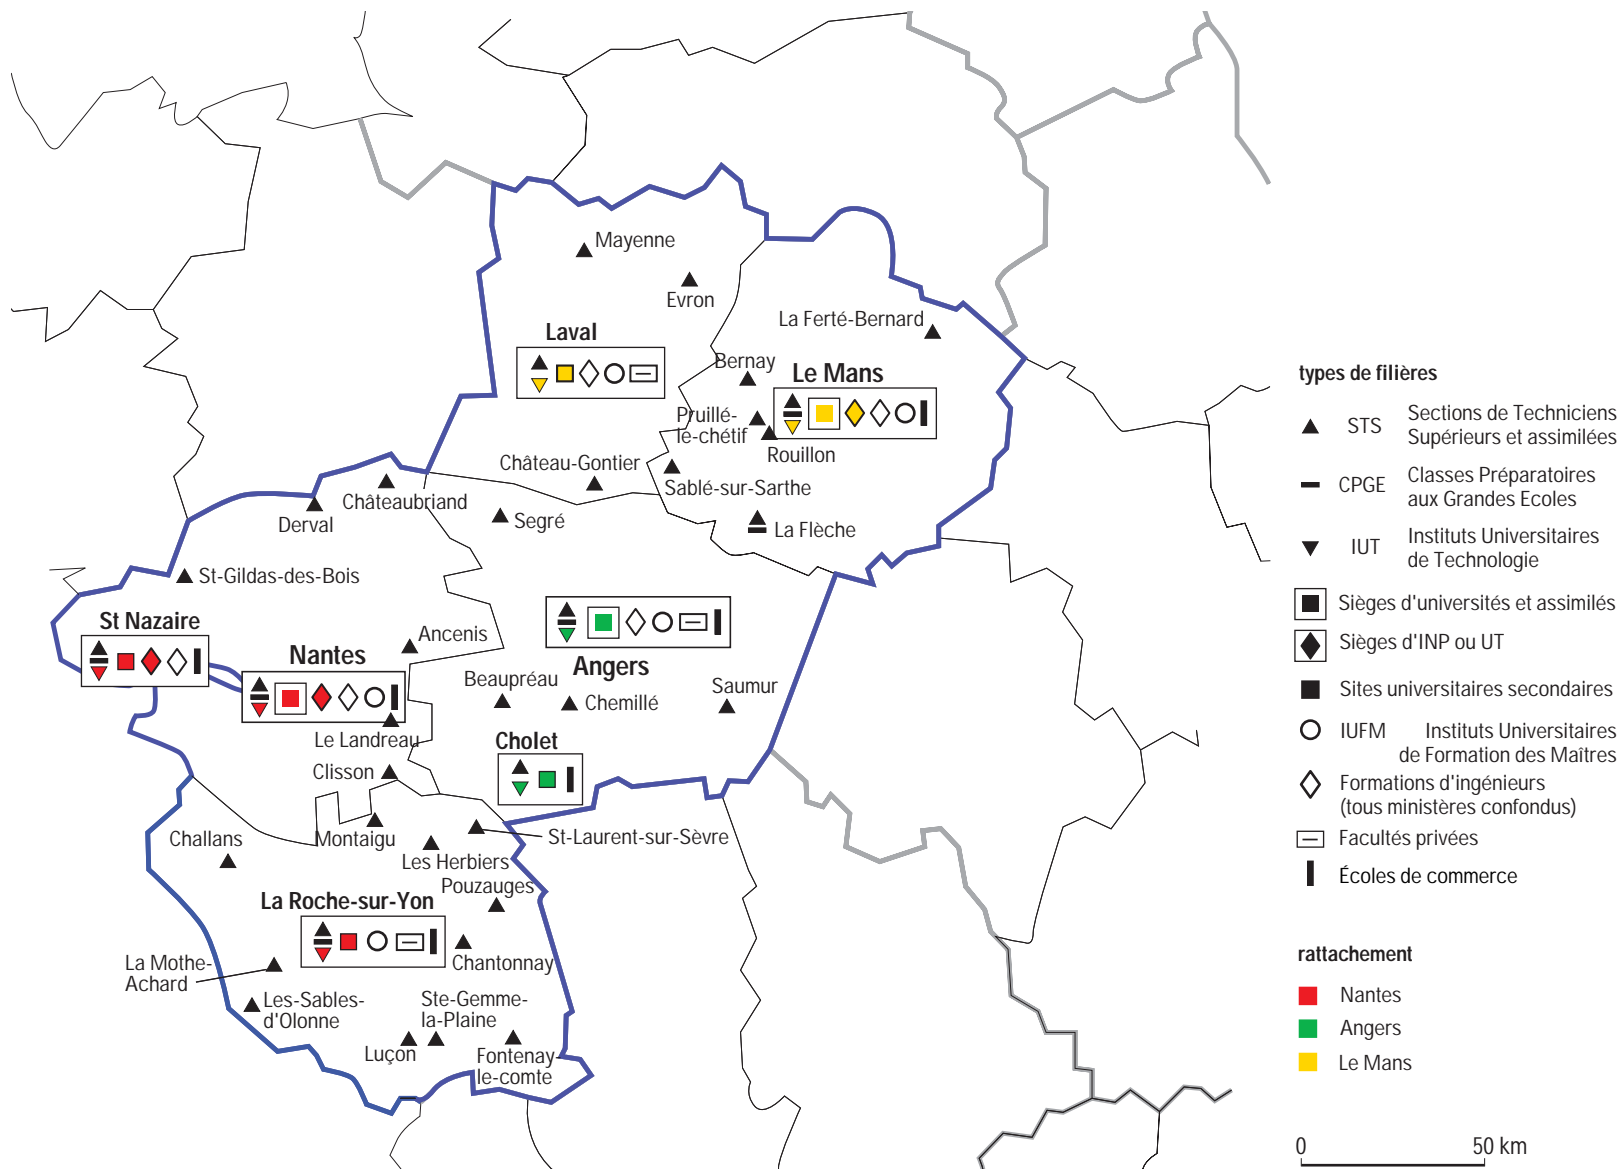 Mayenne
Evron
La Ferté-Bernard
Laval
Bernay
Le Mans
Pruillé-
le-chétif
Rouillon
Château-Gontier
Sablé-sur-Sarthe
Châteaubriand
Derval
Segré
La Flèche
St-Gildas-des-Bois
St Nazaire
Ancenis
Nantes
Angers
Beaupréau
Chemillé
Saumur
Le Landreau
Cholet
Clisson
Challans
Montaigu
St-Laurent-sur-Sèvre
Les Herbiers
Pouzauges
La Roche-sur-Yon
La Mothe-
Achard
Chantonnay
Les-Sables-
d'Olonne
Ste-Gemme-
la-Plaine
Luçon
Fontenay
le-comte
types de filières
STS Sections de Techniciens
Supérieurs et assimilées
CPGE Classes Préparatoires
aux Grandes Ecoles
IUT Instituts Universitaires
de Technologie
Sièges d'universités et assimilés
Sièges d'INP ou UT
Sites universitaires secondaires
IUFM Instituts Universitaires
de Formation des Maîtres
Formations d'ingénieurs
(tous ministères confondus)
Facultés privées
Écoles de commerce
rattachement
Nantes
Angers
Le Mans
0 50 km